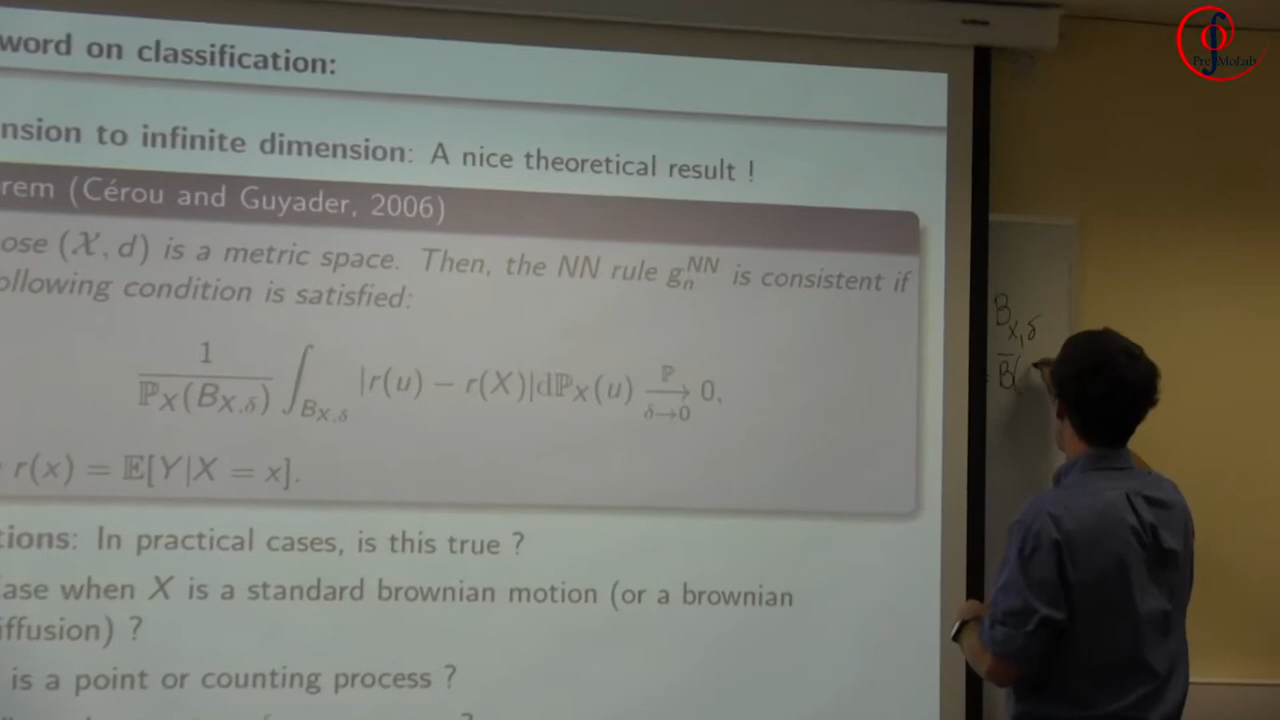 word on classification:
nsion to infinite dimension: A nice theoretical result !
rem (Cérou and Guyader, 2006)
ose (𝒳, d) is a metric space. Then, the NN rule g_n^{NN} is consistent if
ollowing condition is satisfied:
\frac{1}{ℙ_X(B_{X,δ})} ∫_{B_{X,δ}} |r(u) − r(X)|dℙ_X(u) \xrightarrow[δ→0]{ℙ} 0,
r(x) = 𝔼[Y|X = x].
tions: In practical cases, is this true ?
ase when X is a standard brownian motion (or a brownian
iffusion) ?
is a point or counting process ?
B_{x,δ}
B̅(
PreMoLab